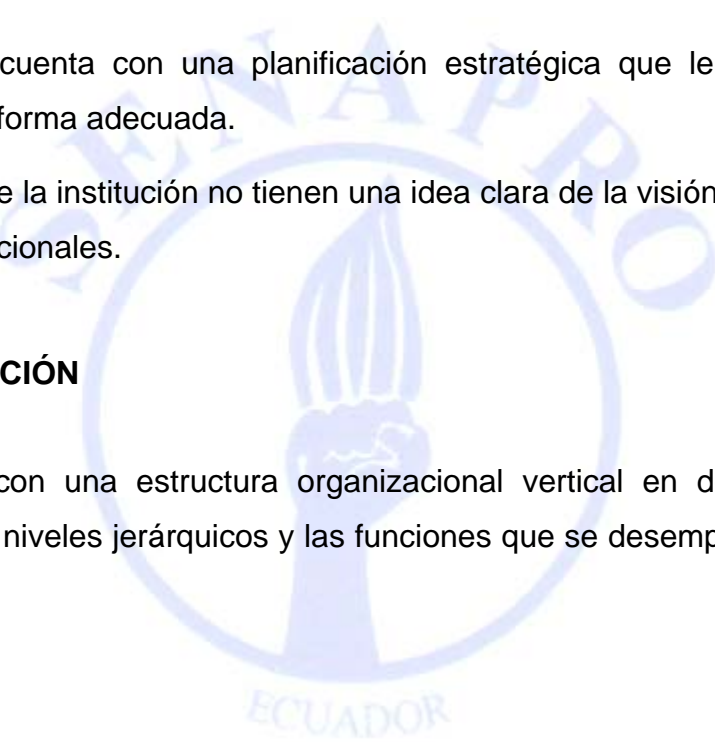 cuenta con una planificación estratégica que le
forma adecuada.
e la institución no tienen una idea clara de la visión
cionales.
CIÓN
con una estructura organizacional vertical en d
niveles jerárquicos y las funciones que se desemp
SENAPRO
ECUADOR